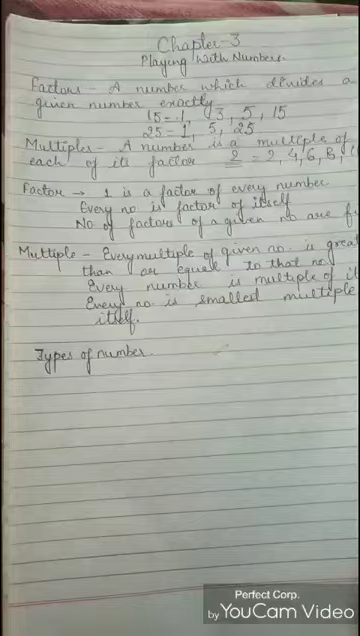 Chapter-3
Playing With Numbers.
Factors - A number which divides a
given number exactly
15 = 1, 3, 5, 15
25 = 1, 5, 25
Multiples - A number is a multiple of
each of its factor 2 = 2, 4, 6, 8,
Factor → 1 is a factor of every number
Every no is factor of itself
No of factors of a given no are
Multiple - Every multiple of given no. is
than or equal to that no.
Every number is multiple of
Every no is smallest multiple
itself.
Types of number.
Perfect Corp.
by YouCam Video